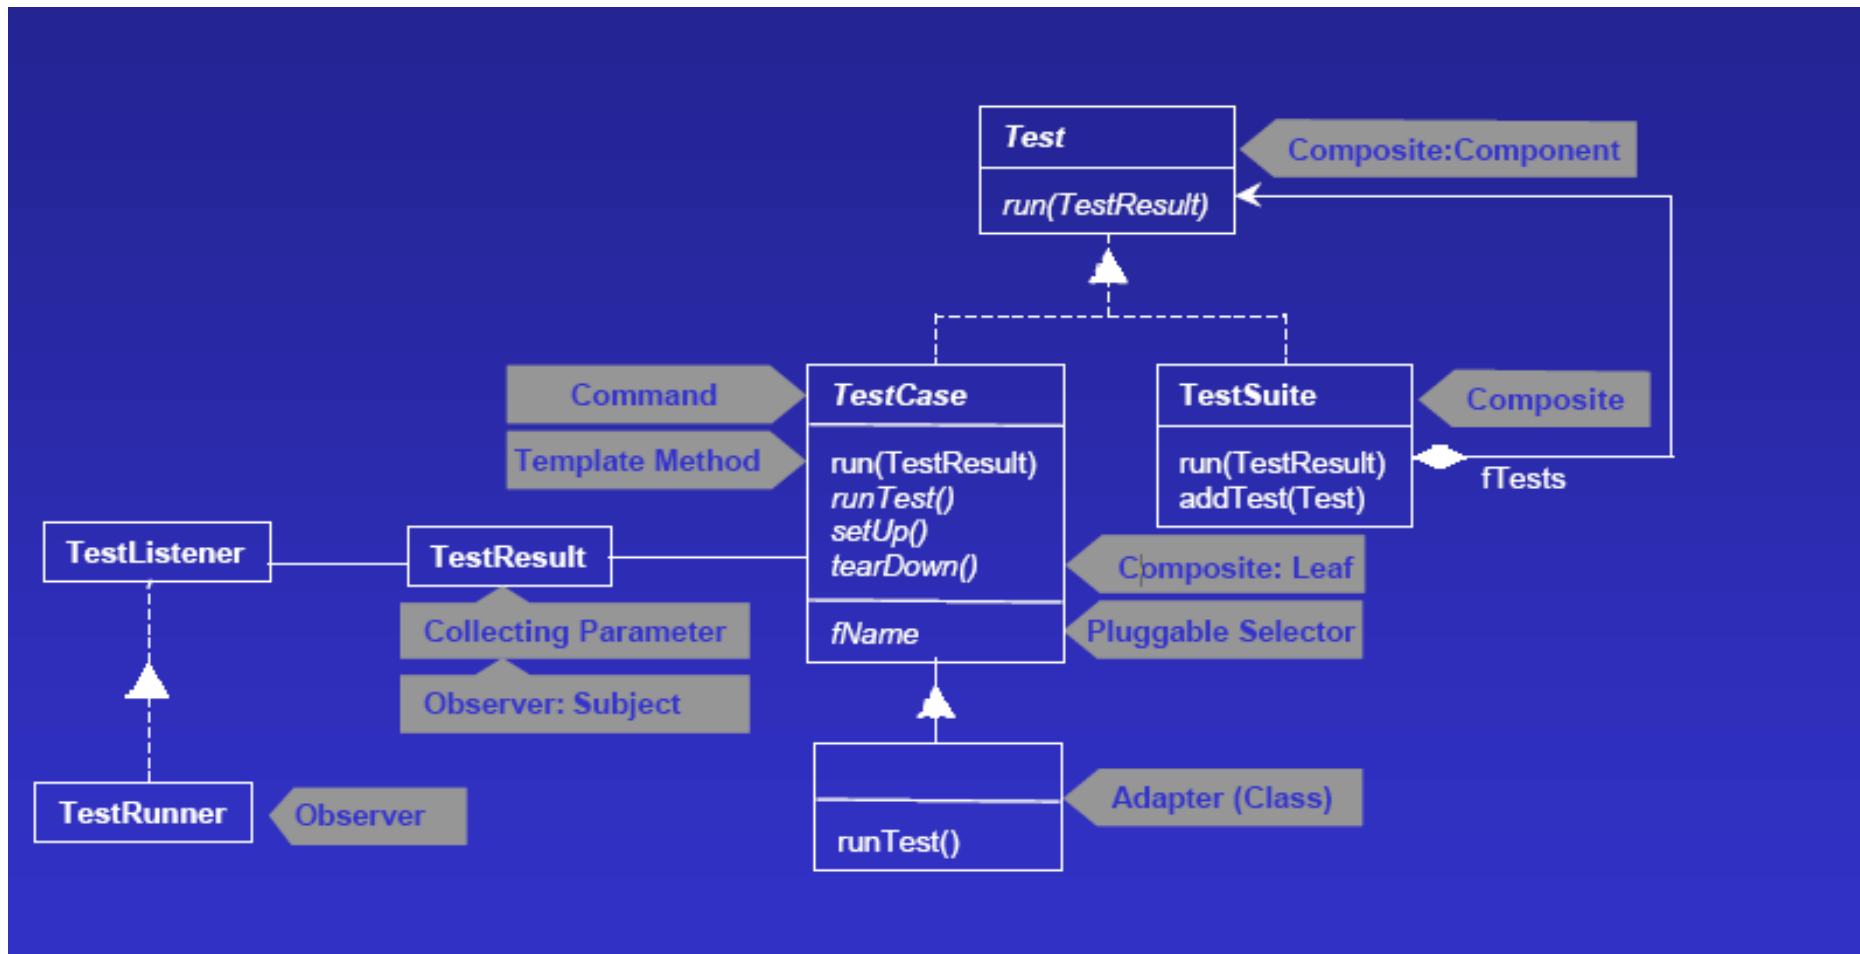 Test
Composite:Component
run(TestResult)
Command
TestCase
TestSuite
Composite
Template Method
run(TestResult)
runTest()
setUp()
tearDown()
run(TestResult)
addTest(Test)
fTests
TestListener
TestResult
Composite: Leaf
Collecting Parameter
fName
Pluggable Selector
Observer: Subject
TestRunner
Observer
Adapter (Class)
runTest()